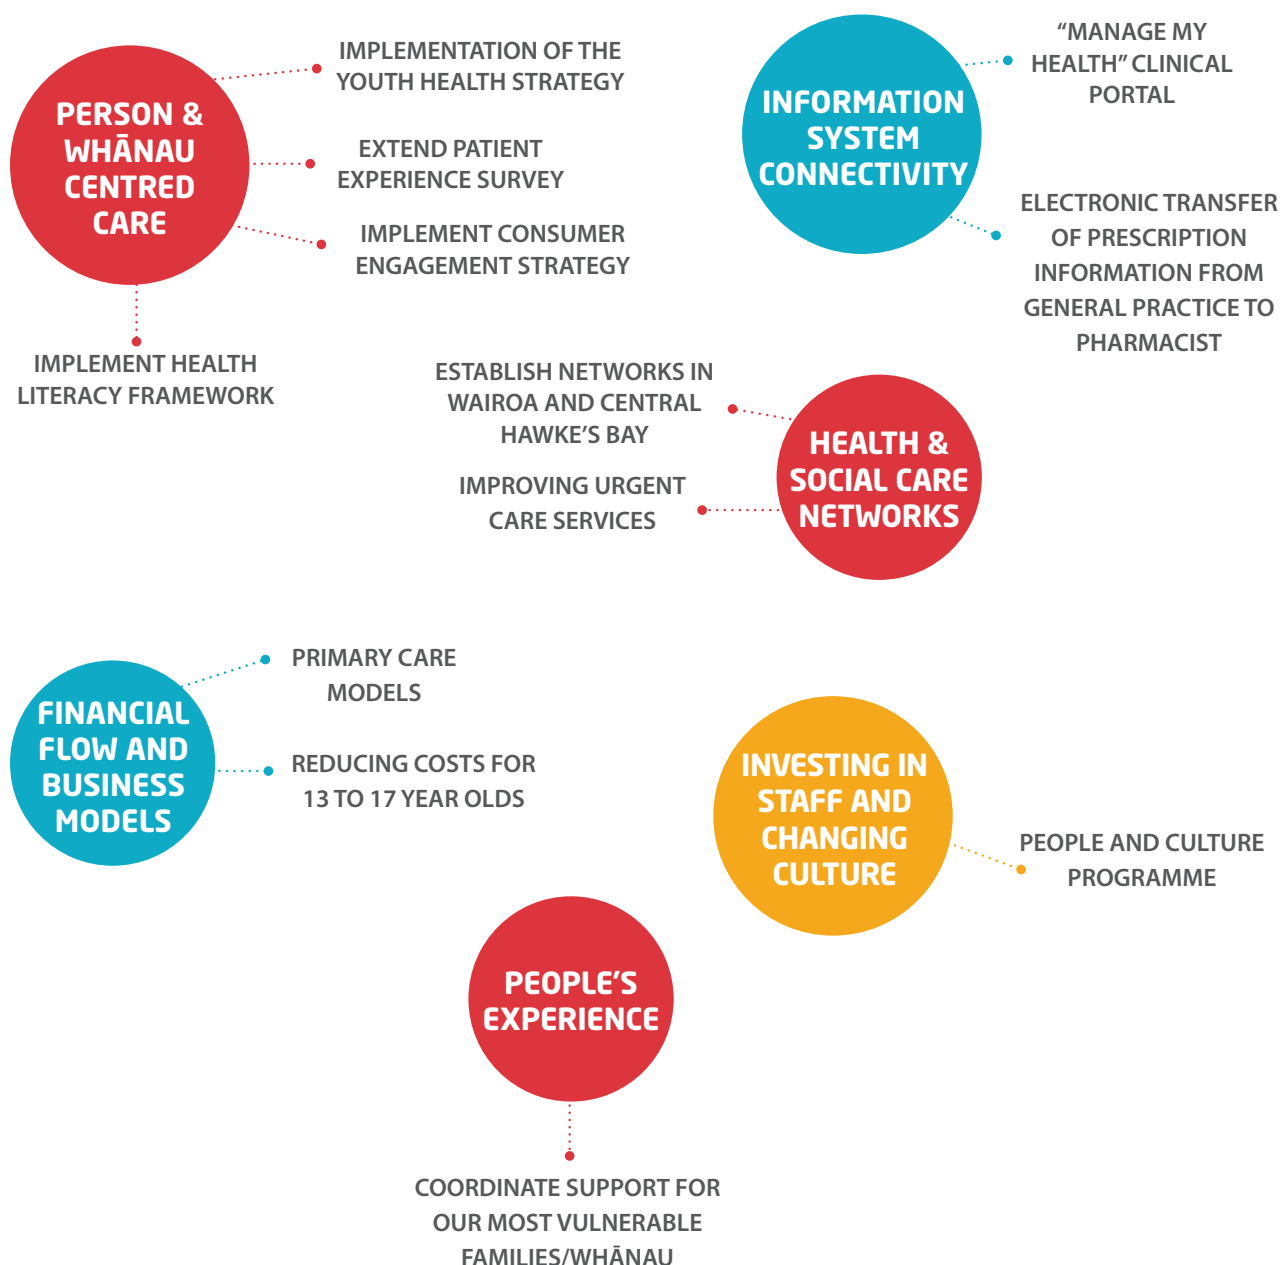 PERSON &
WHĀNAU
CENTRED
CARE
IMPLEMENTATION OF THE
YOUTH HEALTH STRATEGY
EXTEND PATIENT
EXPERIENCE SURVEY
IMPLEMENT CONSUMER
ENGAGEMENT STRATEGY
IMPLEMENT HEALTH
LITERACY FRAMEWORK
INFORMATION
SYSTEM
CONNECTIVITY
“MANAGE MY
HEALTH” CLINICAL
PORTAL
ELECTRONIC TRANSFER
OF PRESCRIPTION
INFORMATION FROM
GENERAL PRACTICE TO
PHARMACIST
HEALTH &
SOCIAL CARE
NETWORKS
ESTABLISH NETWORKS IN
WAIROA AND CENTRAL
HAWKE’S BAY
IMPROVING URGENT
CARE SERVICES
FINANCIAL
FLOW AND
BUSINESS
MODELS
PRIMARY CARE
MODELS
REDUCING COSTS FOR
13 TO 17 YEAR OLDS
INVESTING IN
STAFF AND
CHANGING
CULTURE
PEOPLE AND CULTURE
PROGRAMME
PEOPLE’S
EXPERIENCE
COORDINATE SUPPORT FOR
OUR MOST VULNERABLE
FAMILIES/WHĀNAU